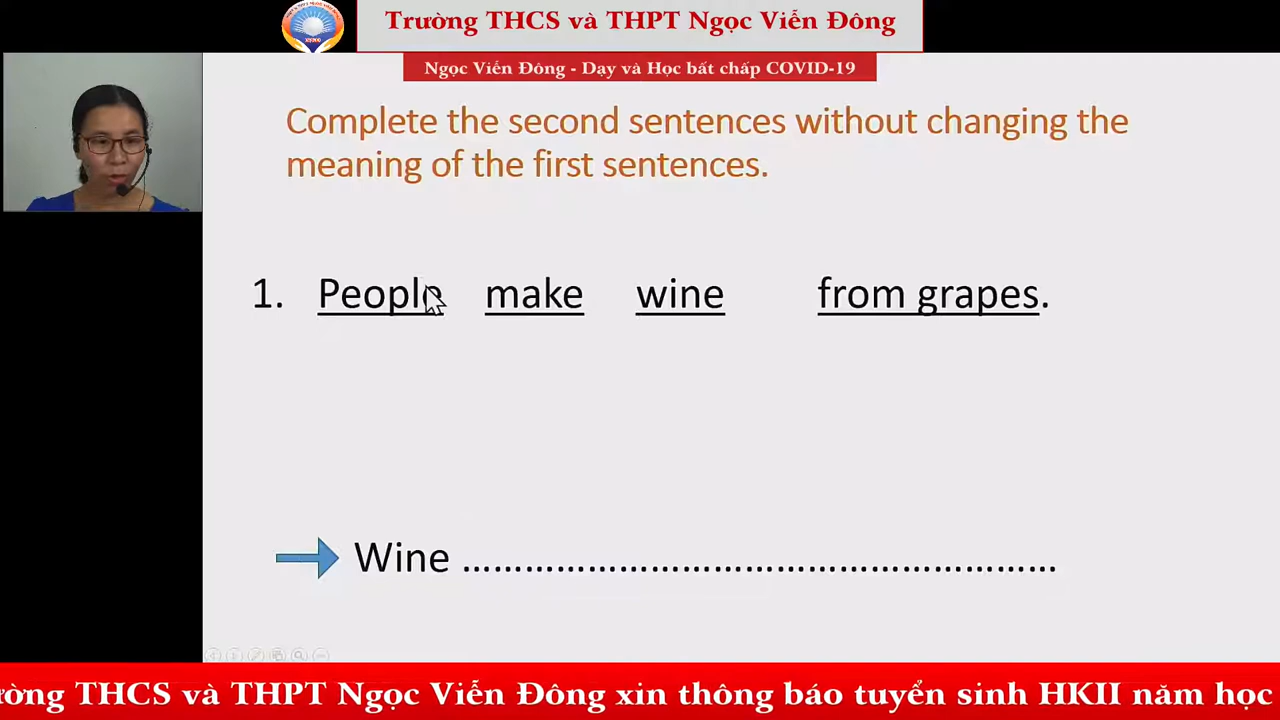 Trường THCS và THPT Ngọc Viễn Đông
Ngọc Viễn Đông - Dạy và Học bất chấp COVID-19
Complete the second sentences without changing the
meaning of the first sentences.
1. People make wine from grapes.
Wine ………………………………………………
ường THCS và THPT Ngọc Viễn Đông xin thông báo tuyển sinh HKII năm học